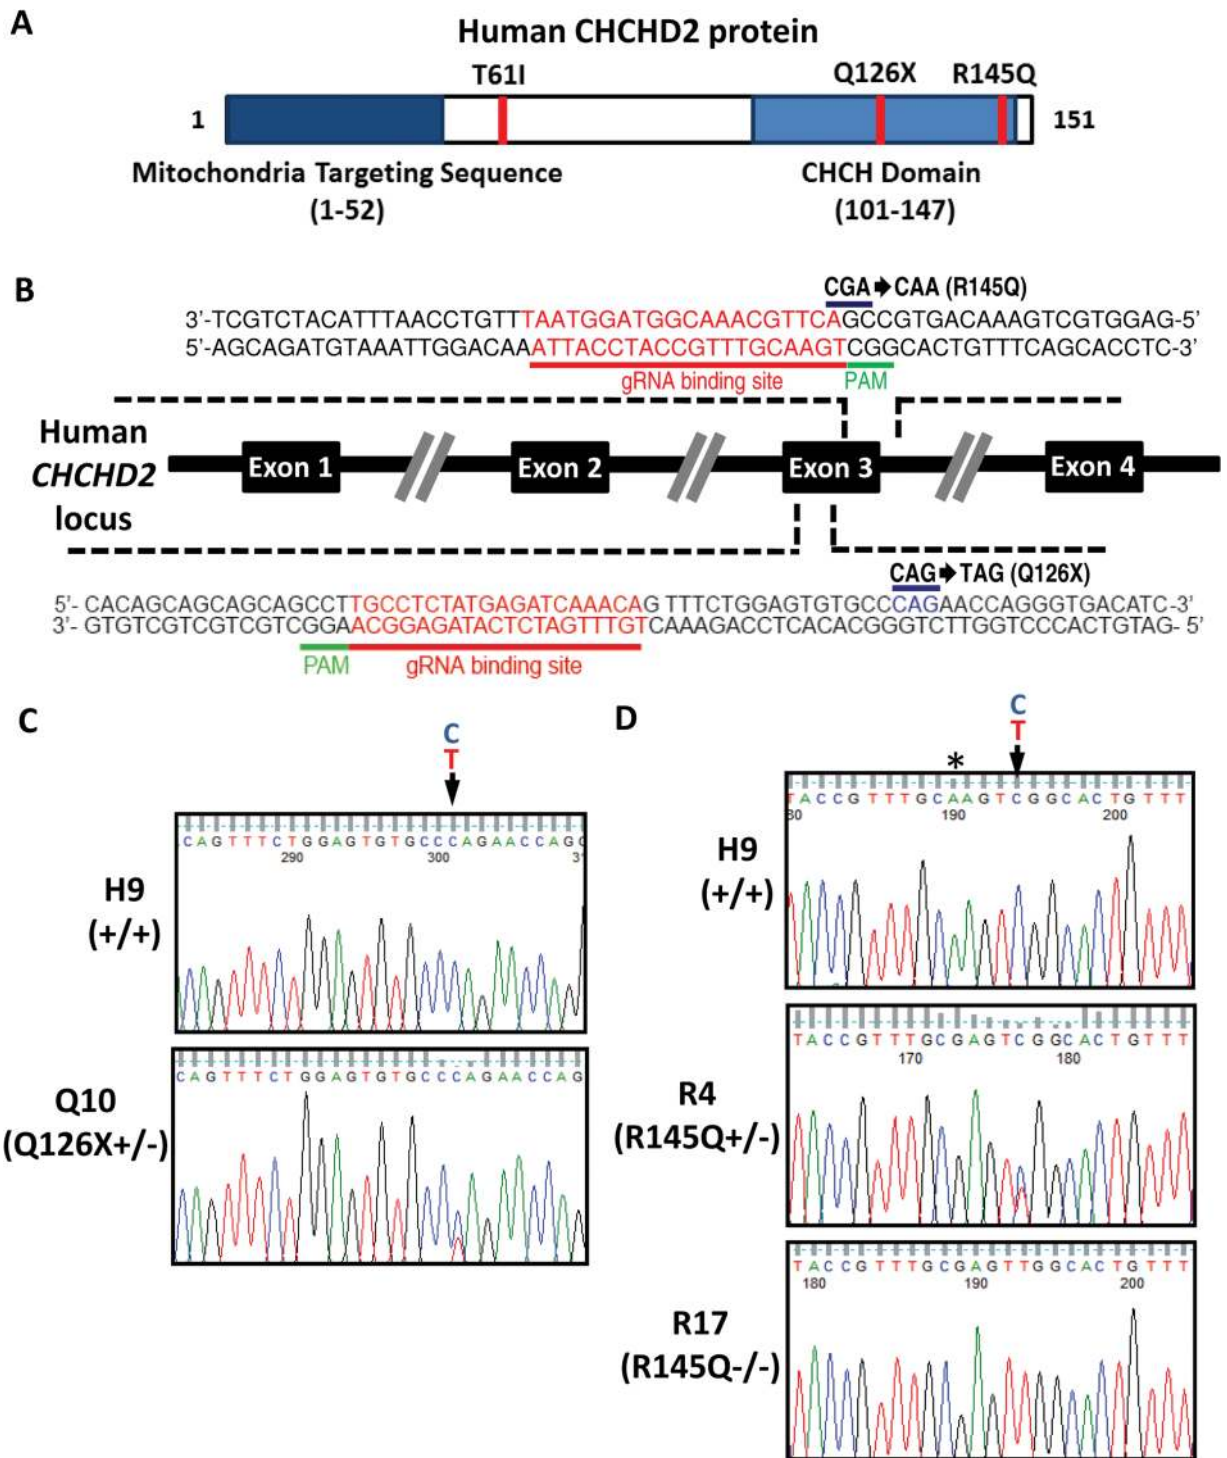 A
Human CHCHD2 protein
T61I Q126X R145Q
1 151
Mitochondria Targeting Sequence CHCH Domain
(1-52) (101-147)
B
CGA CAA (R145Q)
3'-TCGTCTACATTTAACCTGTTTAATGGATGGCAAACGTTCAGCCGTGACAAAGTCGTGGAG-5'
5'-AGCAGATGTAAATTGGACAAATTACCTACCGTTTGCAAGTCGGCACTGTTTCAGCACCTC-3'
gRNA binding site PAM
Human
CHCHD2
locus
Exon 1 Exon 2 Exon 3 Exon 4
CAG TAG (Q126X)
5'- CACAGCAGCAGCAGCCTTGCCTCTATGAGATCAAACAG TTTCTGGAGTGTGCCCAGAACCAGGGTGACATC-3'
3'- GTGTCGTCGTCGTCGGAACGGAGATACTCTAGTTTGTCAAAGACCTCACACGGGTCTTGGTCCCACTGTAG- 5'
PAM gRNA binding site
C
C
T
CAGTTTCTGGAGTGTGCCCAGAACCAG
290 300
H9
(+/+)
CAGTTTCTGGAGTGTGCCCAGAACCAG
Q10
(Q126X+/-)
D
C
T
*
TACCGTTTGCAAGTCGGCACTGTTT
80 190 200
H9
(+/+)
TACCGTTTGCGAGTCGGCACTGTTT
170 180
R4
(R145Q+/-)
TACCGTTTGCGAGTTGGCACTGTTT
180 190 200
R17
(R145Q-/-)